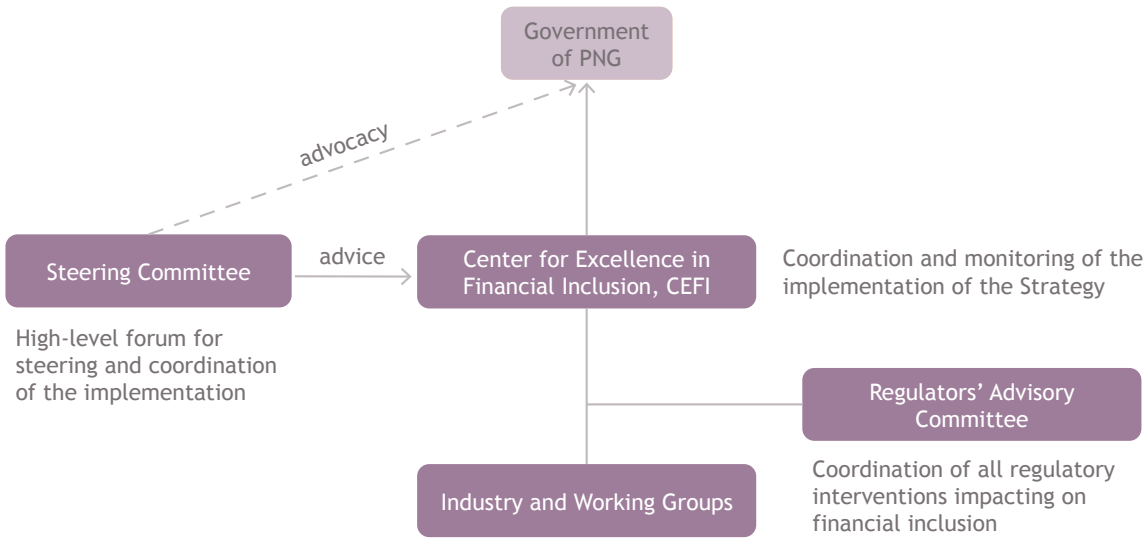 Government
of PNG
advocacy
Steering Committee
advice
Center for Excellence in
Financial Inclusion, CEFI
Coordination and monitoring of the
implementation of the Strategy
High-level forum for
steering and coordination
of the implementation
Regulators’ Advisory
Committee
Industry and Working Groups
Coordination of all regulatory
interventions impacting on
financial inclusion